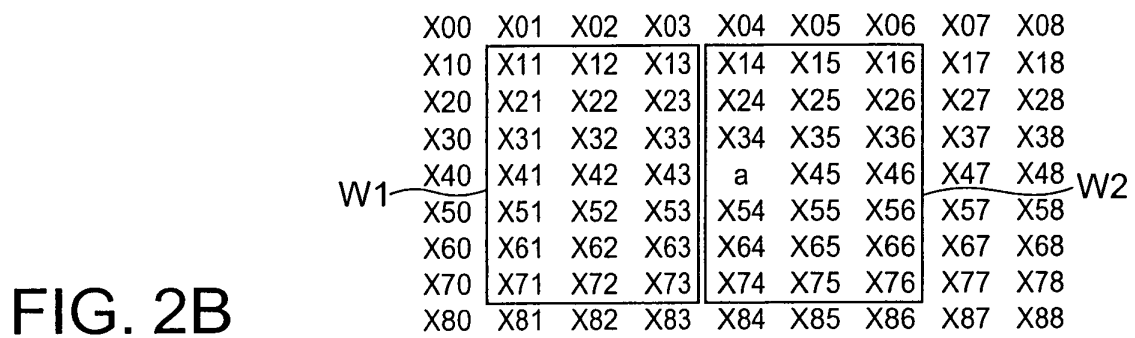 X00 X01 X02 X03 X04 X05 X06 X07 X08
X10 X11 X12 X13 X14 X15 X16 X17 X18
X20 X21 X22 X23 X24 X25 X26 X27 X28
X30 X31 X32 X33 X34 X35 X36 X37 X38
W1 X40 X41 X42 X43 a X45 X46 X47 X48 W2
X50 X51 X52 X53 X54 X55 X56 X57 X58
X60 X61 X62 X63 X64 X65 X66 X67 X68
X70 X71 X72 X73 X74 X75 X76 X77 X78
X80 X81 X82 X83 X84 X85 X86 X87 X88
FIG. 2B